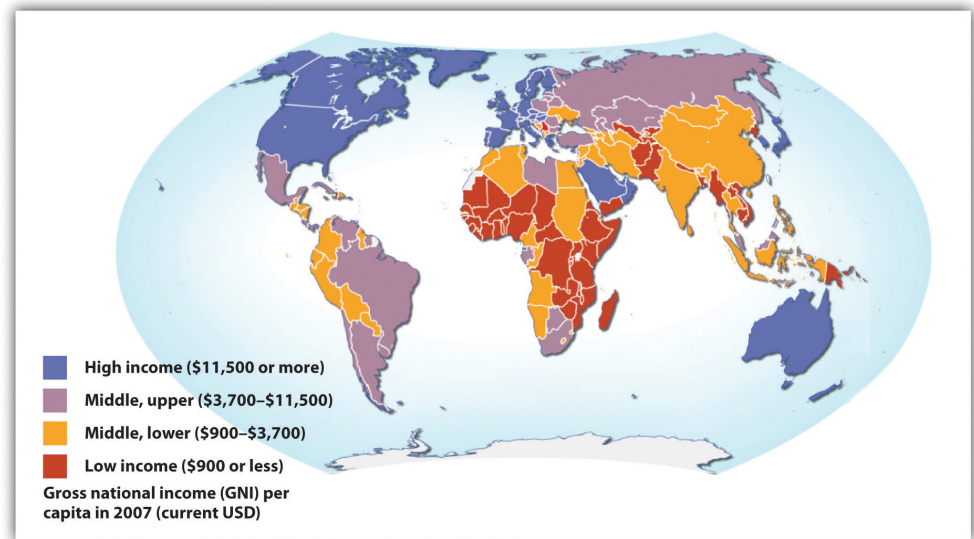 High income ($11,500 or more)
Middle, upper ($3,700–$11,500)
Middle, lower ($900–$3,700)
Low income ($900 or less)
Gross national income (GNI) per
capita in 2007 (current USD)